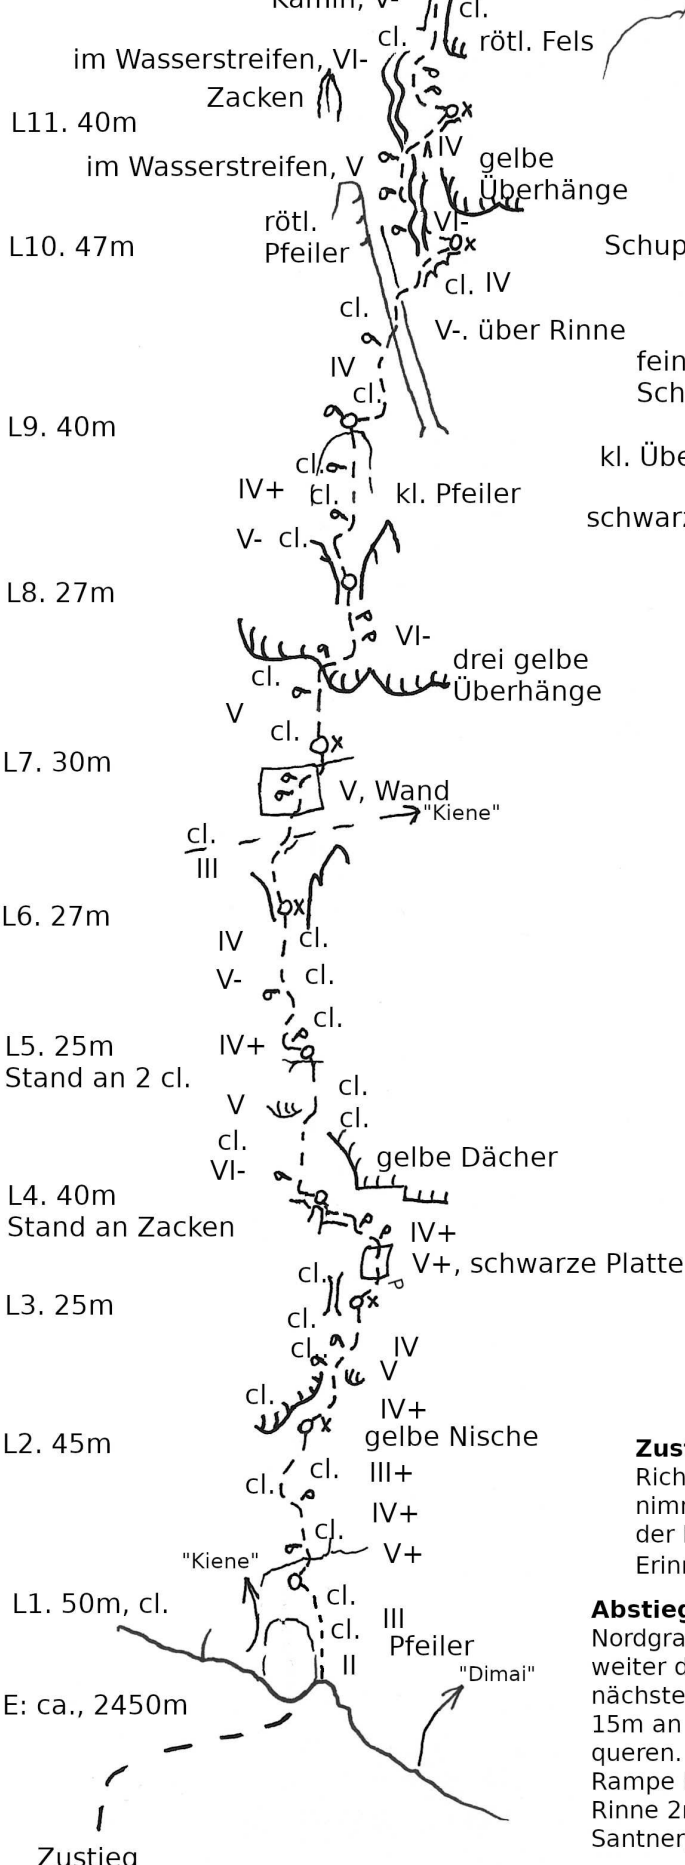 cl.
cl.
rötl. Fels
im Wasserstreifen, VI-
Zacken
x
L11. 40m
IV
im Wasserstreifen, V
gelbe
Überhänge
rötl.
Pfeiler
VI-
x
L10. 47m
Schup
cl. IV
cl.
V-. über Rinne
IV
fein
Sch
cl.
L9. 40m
cl.
kl. Übe
IV+
cl.
kl. Pfeiler
schwarz
V-
cl.
L8. 27m
VI-
drei gelbe
Überhänge
cl.
V
cl.
x
L7. 30m
V, Wand
"Kiene"
cl.
III
x
L6. 27m
IV
cl.
V-
cl.
cl.
L5. 25m
IV+
Stand an 2 cl.
cl.
V
cl.
cl.
gelbe Dächer
VI-
L4. 40m
Stand an Zacken
IV+
V+, schwarze Platte
cl.
L3. 25m
x
cl.
cl.
IV
V
cl.
IV+
x
L2. 45m
gelbe Nische
cl.
III+
cl.
IV+
cl.
V+
"Kiene"
L1. 50m, cl.
cl.
III
cl.
Pfeiler
II
"Dimai"
E: ca., 2450m
Zustieg
Zus
Rich
nimm
der
Erinn
Abstieg
Nordgra
weiter d
nächste
15m an
queren.
Rampe
Rinne 2
Santner